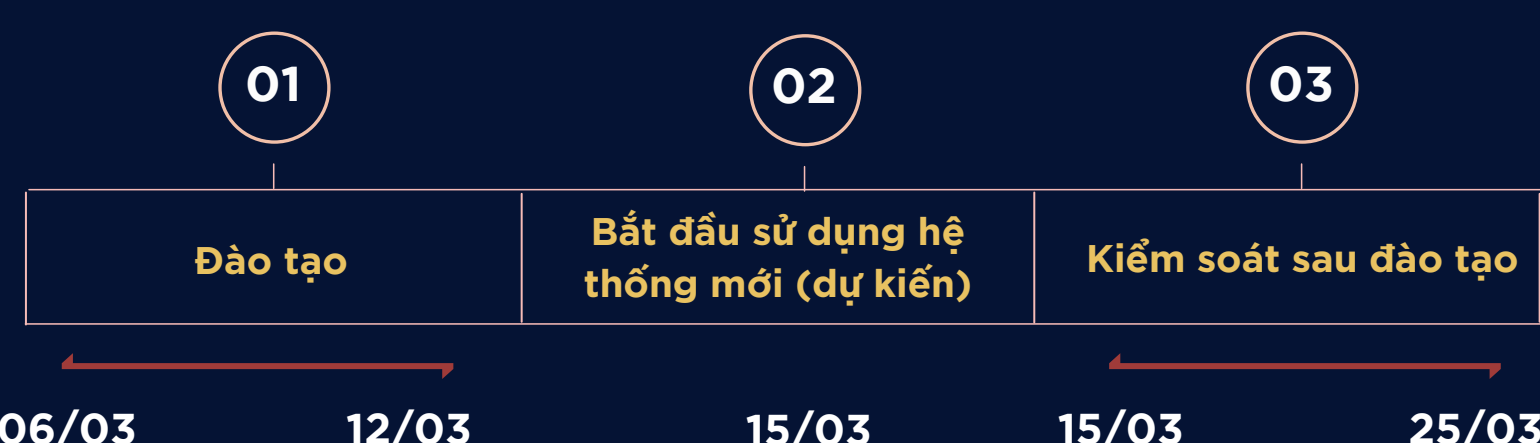 01
02
03
Đào tạo
Bắt đầu sử dụng hệ
thống mới (dự kiến)
Kiểm soát sau đào tạo
06/03
12/03
15/03
15/03
25/03